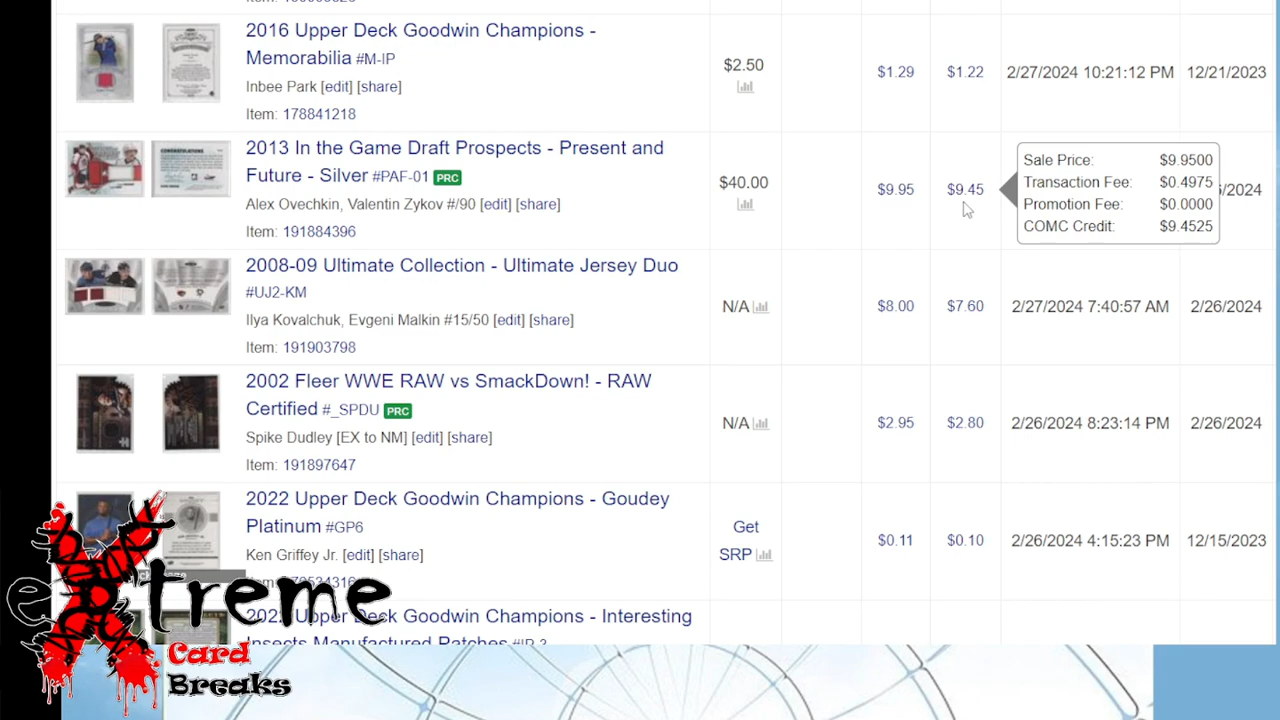 2016 Upper Deck Goodwin Champions -
Memorabilia #M-IP
Inbee Park [edit] [share]
Item: 178841218
$2.50
$1.29
$1.22
2/27/2024 10:21:12 PM
12/21/2023
2013 In the Game Draft Prospects - Present and
Future - Silver #PAF-01 PRC
Alex Ovechkin, Valentin Zykov #/90 [edit] [share]
Item: 191884396
$40.00
$9.95
$9.45
Sale Price: $9.9500
Transaction Fee: $0.4975
Promotion Fee: $0.0000
COMC Credit: $9.4525
/2024
2008-09 Ultimate Collection - Ultimate Jersey Duo
#UJ2-KM
Ilya Kovalchuk, Evgeni Malkin #15/50 [edit] [share]
Item: 191903798
N/A
$8.00
$7.60
2/27/2024 7:40:57 AM
2/26/2024
2002 Fleer WWE RAW vs SmackDown! - RAW
Certified #_SPDU PRC
Spike Dudley [EX to NM] [edit] [share]
Item: 191897647
N/A
$2.95
$2.80
2/26/2024 8:23:14 PM
2/26/2024
2022 Upper Deck Goodwin Champions - Goudey
Platinum #GP6
Ken Griffey Jr. [edit] [share]
Get
SRP
$0.11
$0.10
2/26/2024 4:15:23 PM
12/15/2023
Upper Deck Goodwin Champions - Interesting
Insects Manufactured Patches
eXtreme
Card
Breaks